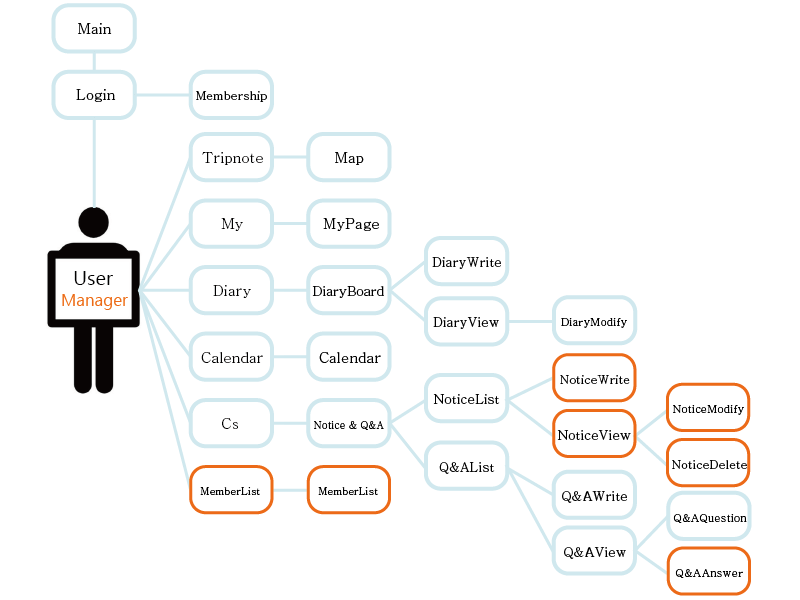 Main
Login
Membership
Tripnote
Map
My
MyPage
User
Manager
Diary
DiaryBoard
DiaryWrite
DiaryView
DiaryModify
Calendar
Calendar
Cs
Notice & Q&A
NoticeList
NoticeWrite
NoticeView
NoticeModify
NoticeDelete
Q&AList
Q&AWrite
Q&AView
Q&AQuestion
Q&AAnswer
MemberList
MemberList